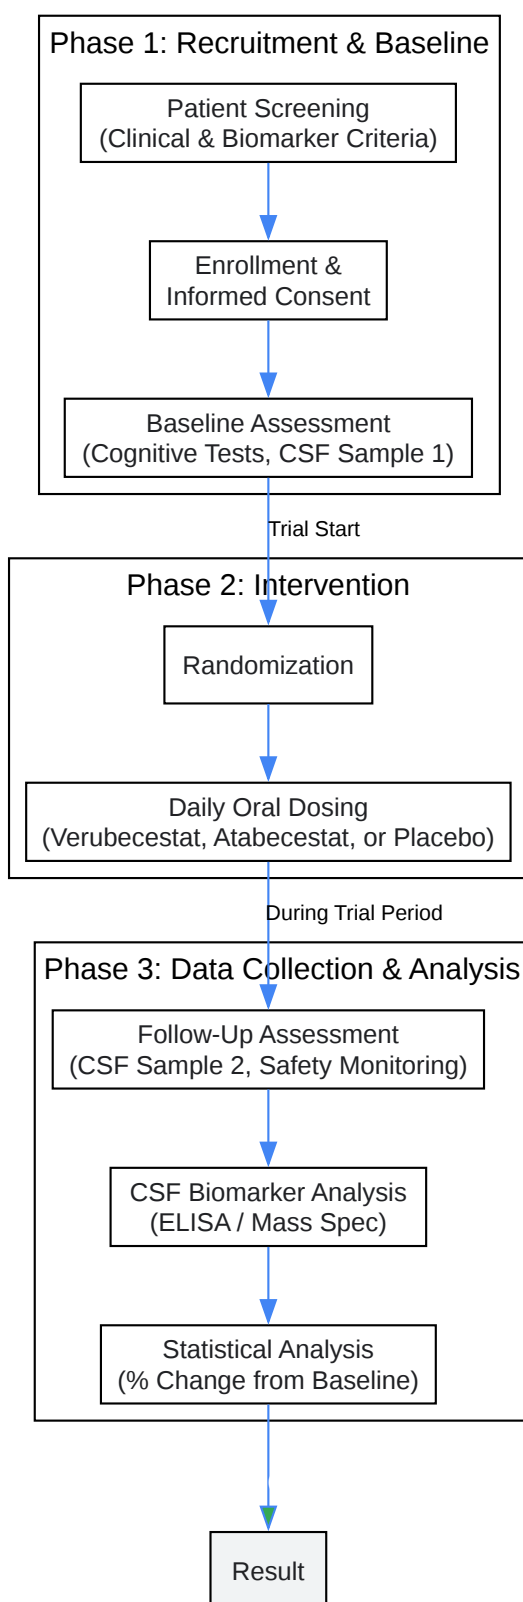 Phase 1: Recruitment & Baseline
Patient Screening
(Clinical & Biomarker Criteria)
Enrollment &
Informed Consent
Baseline Assessment
(Cognitive Tests, CSF Sample 1)
Trial Start
Phase 2: Intervention
Randomization
Daily Oral Dosing
(Verubecestat, Atabecestat, or Placebo)
During Trial Period
Phase 3: Data Collection & Analysis
Follow-Up Assessment
(CSF Sample 2, Safety Monitoring)
CSF Biomarker Analysis
(ELISA / Mass Spec)
Statistical Analysis
(% Change from Baseline)
Result